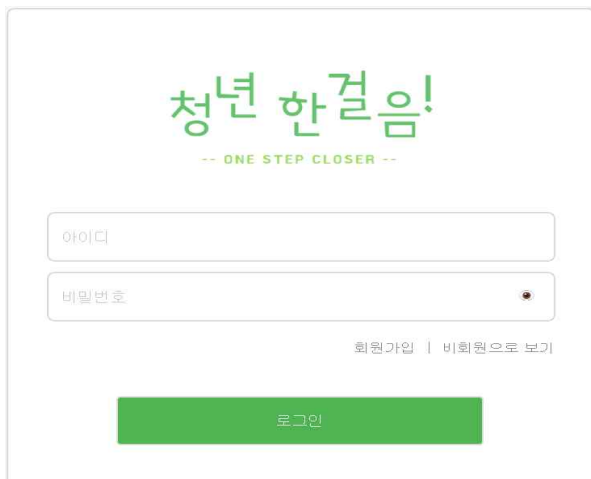 청년 한걸음!
-- ONE STEP CLOSER --
아이디
비밀번호
회원가입 | 비회원으로 보기
로그인